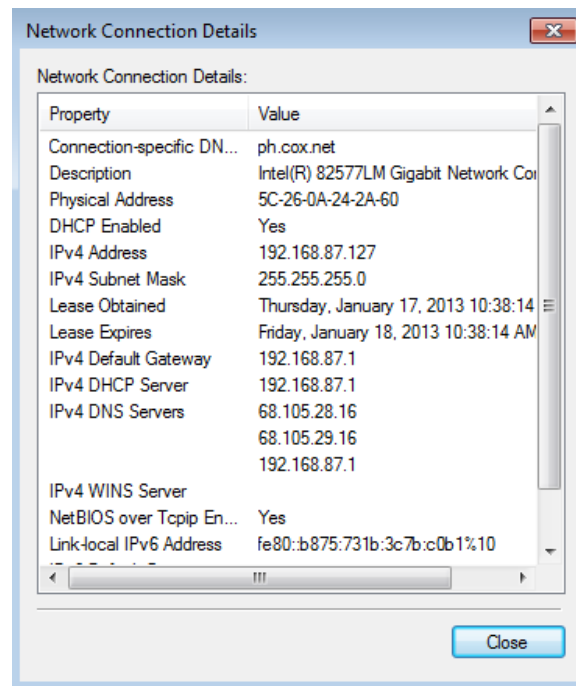 Network Connection Details
Network Connection Details:
Property Value
Connection-specific DN... ph.cox.net
Description Intel(R) 82577LM Gigabit Network Co
Physical Address 5C-26-0A-24-2A-60
DHCP Enabled Yes
IPv4 Address 192.168.87.127
IPv4 Subnet Mask 255.255.255.0
Lease Obtained Thursday, January 17, 2013 10:38:14
Lease Expires Friday, January 18, 2013 10:38:14 AM
IPv4 Default Gateway 192.168.87.1
IPv4 DHCP Server 192.168.87.1
IPv4 DNS Servers 68.105.28.16
68.105.29.16
192.168.87.1
IPv4 WINS Server
NetBIOS over Tcpip En... Yes
Link-local IPv6 Address fe80::b875:731b:3c7b:c0b1%10
Close